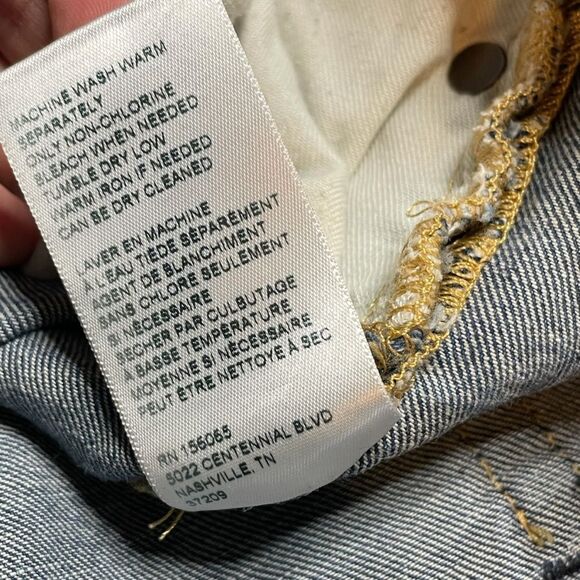 MACHINE WASH WARM
SEPARATELY
ONLY NON-CHLORINE
BLEACH WHEN NEEDED
TUMBLE DRY LOW
WARM IRON IF NEEDED
CAN BE DRY CLEANED
LAVER EN MACHINE
À L'EAU TIÈDE SÉPARÉMENT
AGENT DE BLANCHIMENT
SANS CHLORE SEULEMENT
SI NÉCESSAIRE
SÉCHER PAR CULBUTAGE
À BASSE TEMPÉRATURE
MOYENNE SI NÉCESSAIRE
PEUT ÊTRE NETTOYÉ À SEC
RN 156065
5022 CENTENNIAL BLVD
NASHVILLE, TN
37209